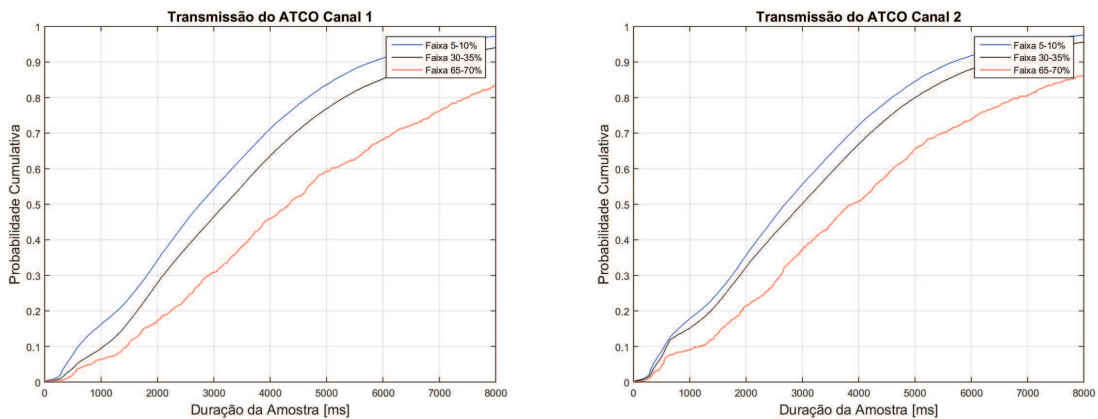 Transmissão do ATCO Canal 1
1
0.9
0.8
0.7
0.6
0.5
0.4
0.3
0.2
0.1
0
Probabilidade Cumulativa
Faixa 5-10%
Faixa 30-35%
Faixa 65-70%
0 1000 2000 3000 4000 5000 6000 7000 8000
Duração da Amostra [ms]
Transmissão do ATCO Canal 2
1
0.9
0.8
0.7
0.6
0.5
0.4
0.3
0.2
0.1
0
Probabilidade Cumulativa
Faixa 5-10%
Faixa 30-35%
Faixa 65-70%
0 1000 2000 3000 4000 5000 6000 7000 8000
Duração da Amostra [ms]